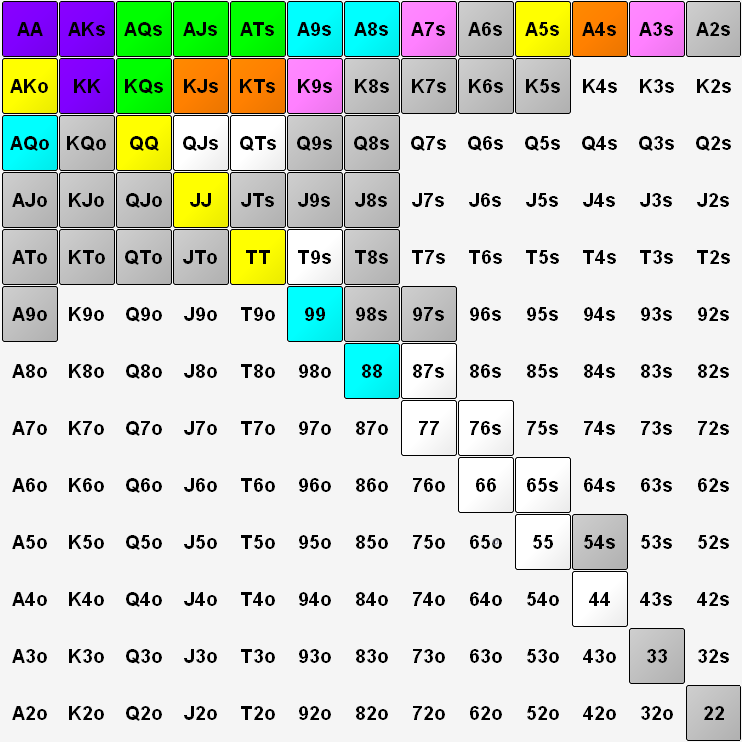 AA AKs AQs AJs ATs A9s A8s A7s A6s A5s A4s A3s A2s
AKo KK KQs KJs KTs K9s K8s K7s K6s K5s K4s K3s K2s
AQo KQo QQ QJs QTs Q9s Q8s Q7s Q6s Q5s Q4s Q3s Q2s
AJo KJo QJo JJ JTs J9s J8s J7s J6s J5s J4s J3s J2s
ATo KTo QTo JTo TT T9s T8s T7s T6s T5s T4s T3s T2s
A9o K9o Q9o J9o T9o 99 98s 97s 96s 95s 94s 93s 92s
A8o K8o Q8o J8o T8o 98o 88 87s 86s 85s 84s 83s 82s
A7o K7o Q7o J7o T7o 97o 87o 77 76s 75s 74s 73s 72s
A6o K6o Q6o J6o T6o 96o 86o 76o 66 65s 64s 63s 62s
A5o K5o Q5o J5o T5o 95o 85o 75o 65o 55 54s 53s 52s
A4o K4o Q4o J4o T4o 94o 84o 74o 64o 54o 44 43s 42s
A3o K3o Q3o J3o T3o 93o 83o 73o 63o 53o 43o 33 32s
A2o K2o Q2o J2o T2o 92o 82o 72o 62o 52o 42o 32o 22